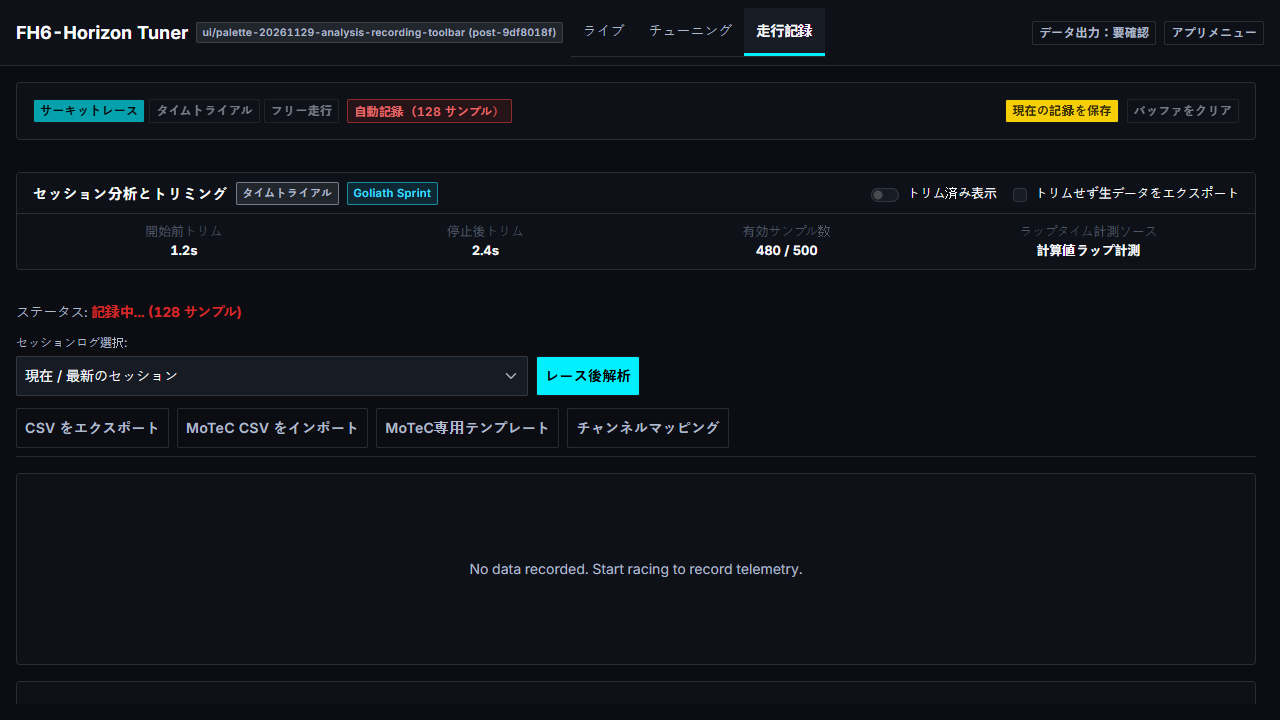 FH6-Horizon Tuner
ui/palette-20261129-analysis-recording-toolbar (post-9df8018f)
ライブ
チューニング
走行記録
データ出力：要確認
アプリメニュー
サーキットレース
タイムトライアル
フリー走行
自動記録（128 サンプル）
現在の記録を保存
バッファをクリア
セッション分析とトリミング
タイムトライアル
Goliath Sprint
トリム済み表示
トリムせず生データをエクスポート
開始前トリム
1.2s
停止後トリム
2.4s
有効サンプル数
480 / 500
ラップタイム計測ソース
計算値ラップ計測
ステータス: 記録中... (128 サンプル)
セッションログ選択:
現在 / 最新のセッション
レース後解析
CSV をエクスポート
MoTeC CSV をインポート
MoTeC専用テンプレート
チャンネルマッピング
No data recorded. Start racing to record telemetry.